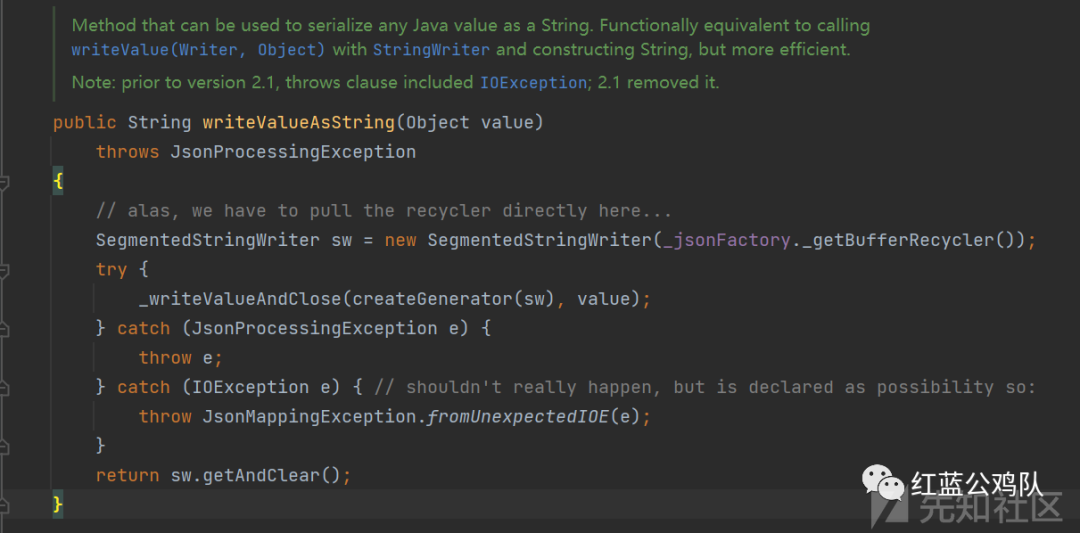 Method that can be used to serialize any Java value as a String. Functionally equivalent to calling
writeValue(Writer, Object) with StringWriter and constructing String, but more efficient.
Note: prior to version 2.1, throws clause included IOException; 2.1 removed it.
public String writeValueAsString(Object value)
throws JsonProcessingException
{
// alas, we have to pull the recycler directly here...
SegmentedStringWriter sw = new SegmentedStringWriter(_jsonFactory._getBufferRecycler());
try {
_writeValueAndClose(createGenerator(sw), value);
} catch (JsonProcessingException e) {
throw e;
} catch (IOException e) { // shouldn't really happen, but is declared as possibility so:
throw JsonMappingException.fromUnexpectedIOE(e);
}
return sw.getAndClear();
}
红蓝公鸡队
先知社区